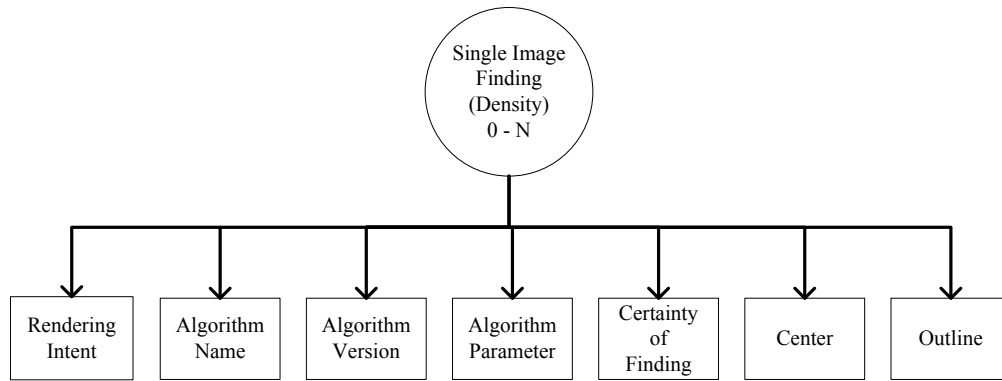 Single Image
Finding
(Density)
0 - N
Rendering
Intent
Algorithm
Name
Algorithm
Version
Algorithm
Parameter
Certainty
of
Finding
Center
Outline